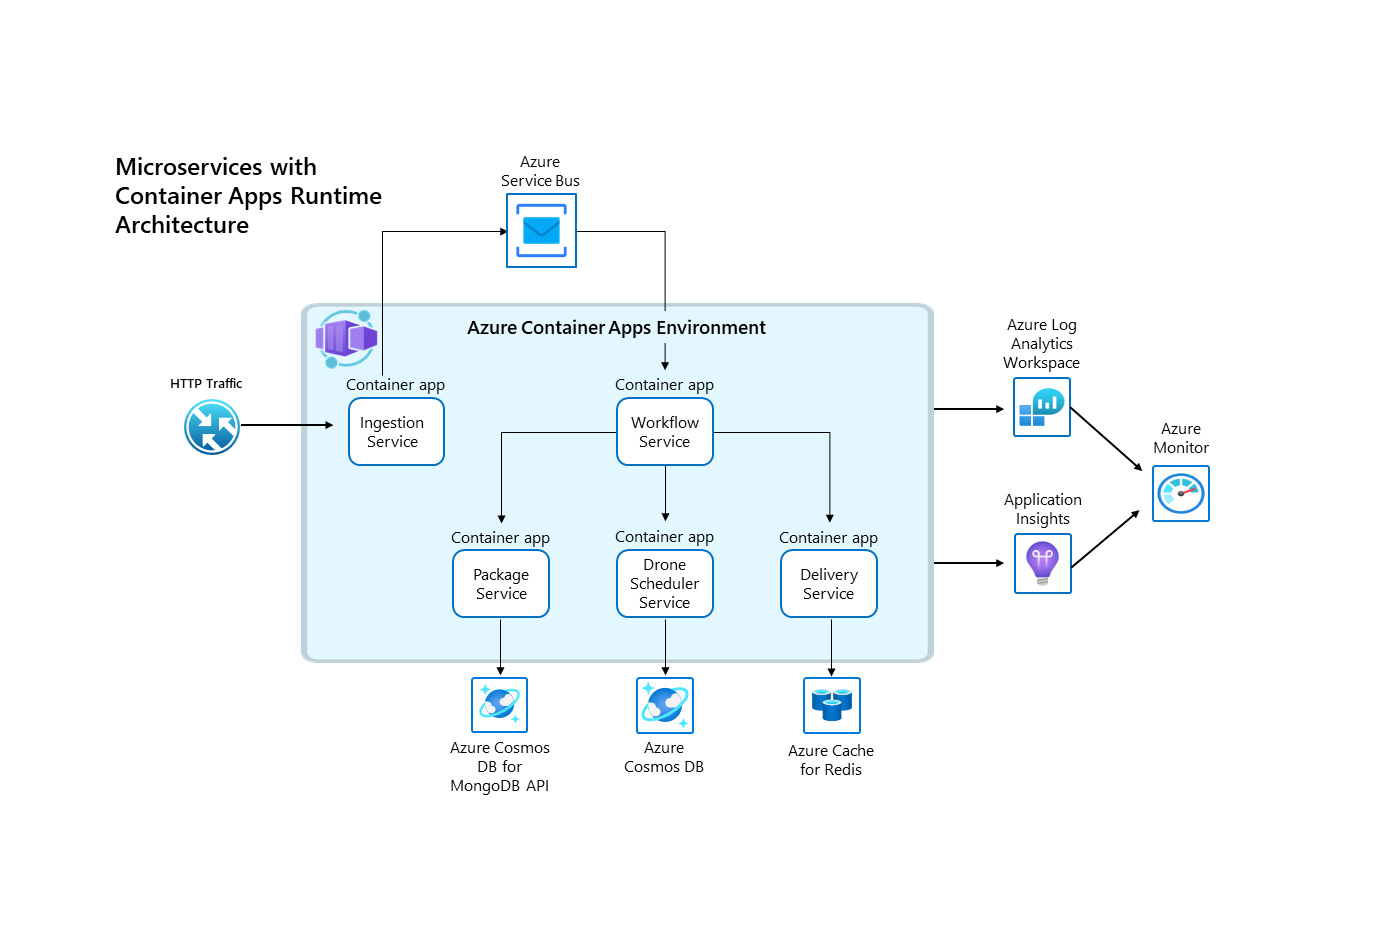 Microservices with
Container Apps Runtime
Architecture
Azure
Service Bus
Azure Container Apps Environment
HTTP Traffic
Container app
Ingestion
Service
Container app
Workflow
Service
Container app
Package
Service
Container app
Drone
Scheduler
Service
Container app
Delivery
Service
Azure Cosmos
DB for
MongoDB API
Azure
Cosmos DB
Azure Cache
for Redis
Azure Log
Analytics
Workspace
Application
Insights
Azure
Monitor